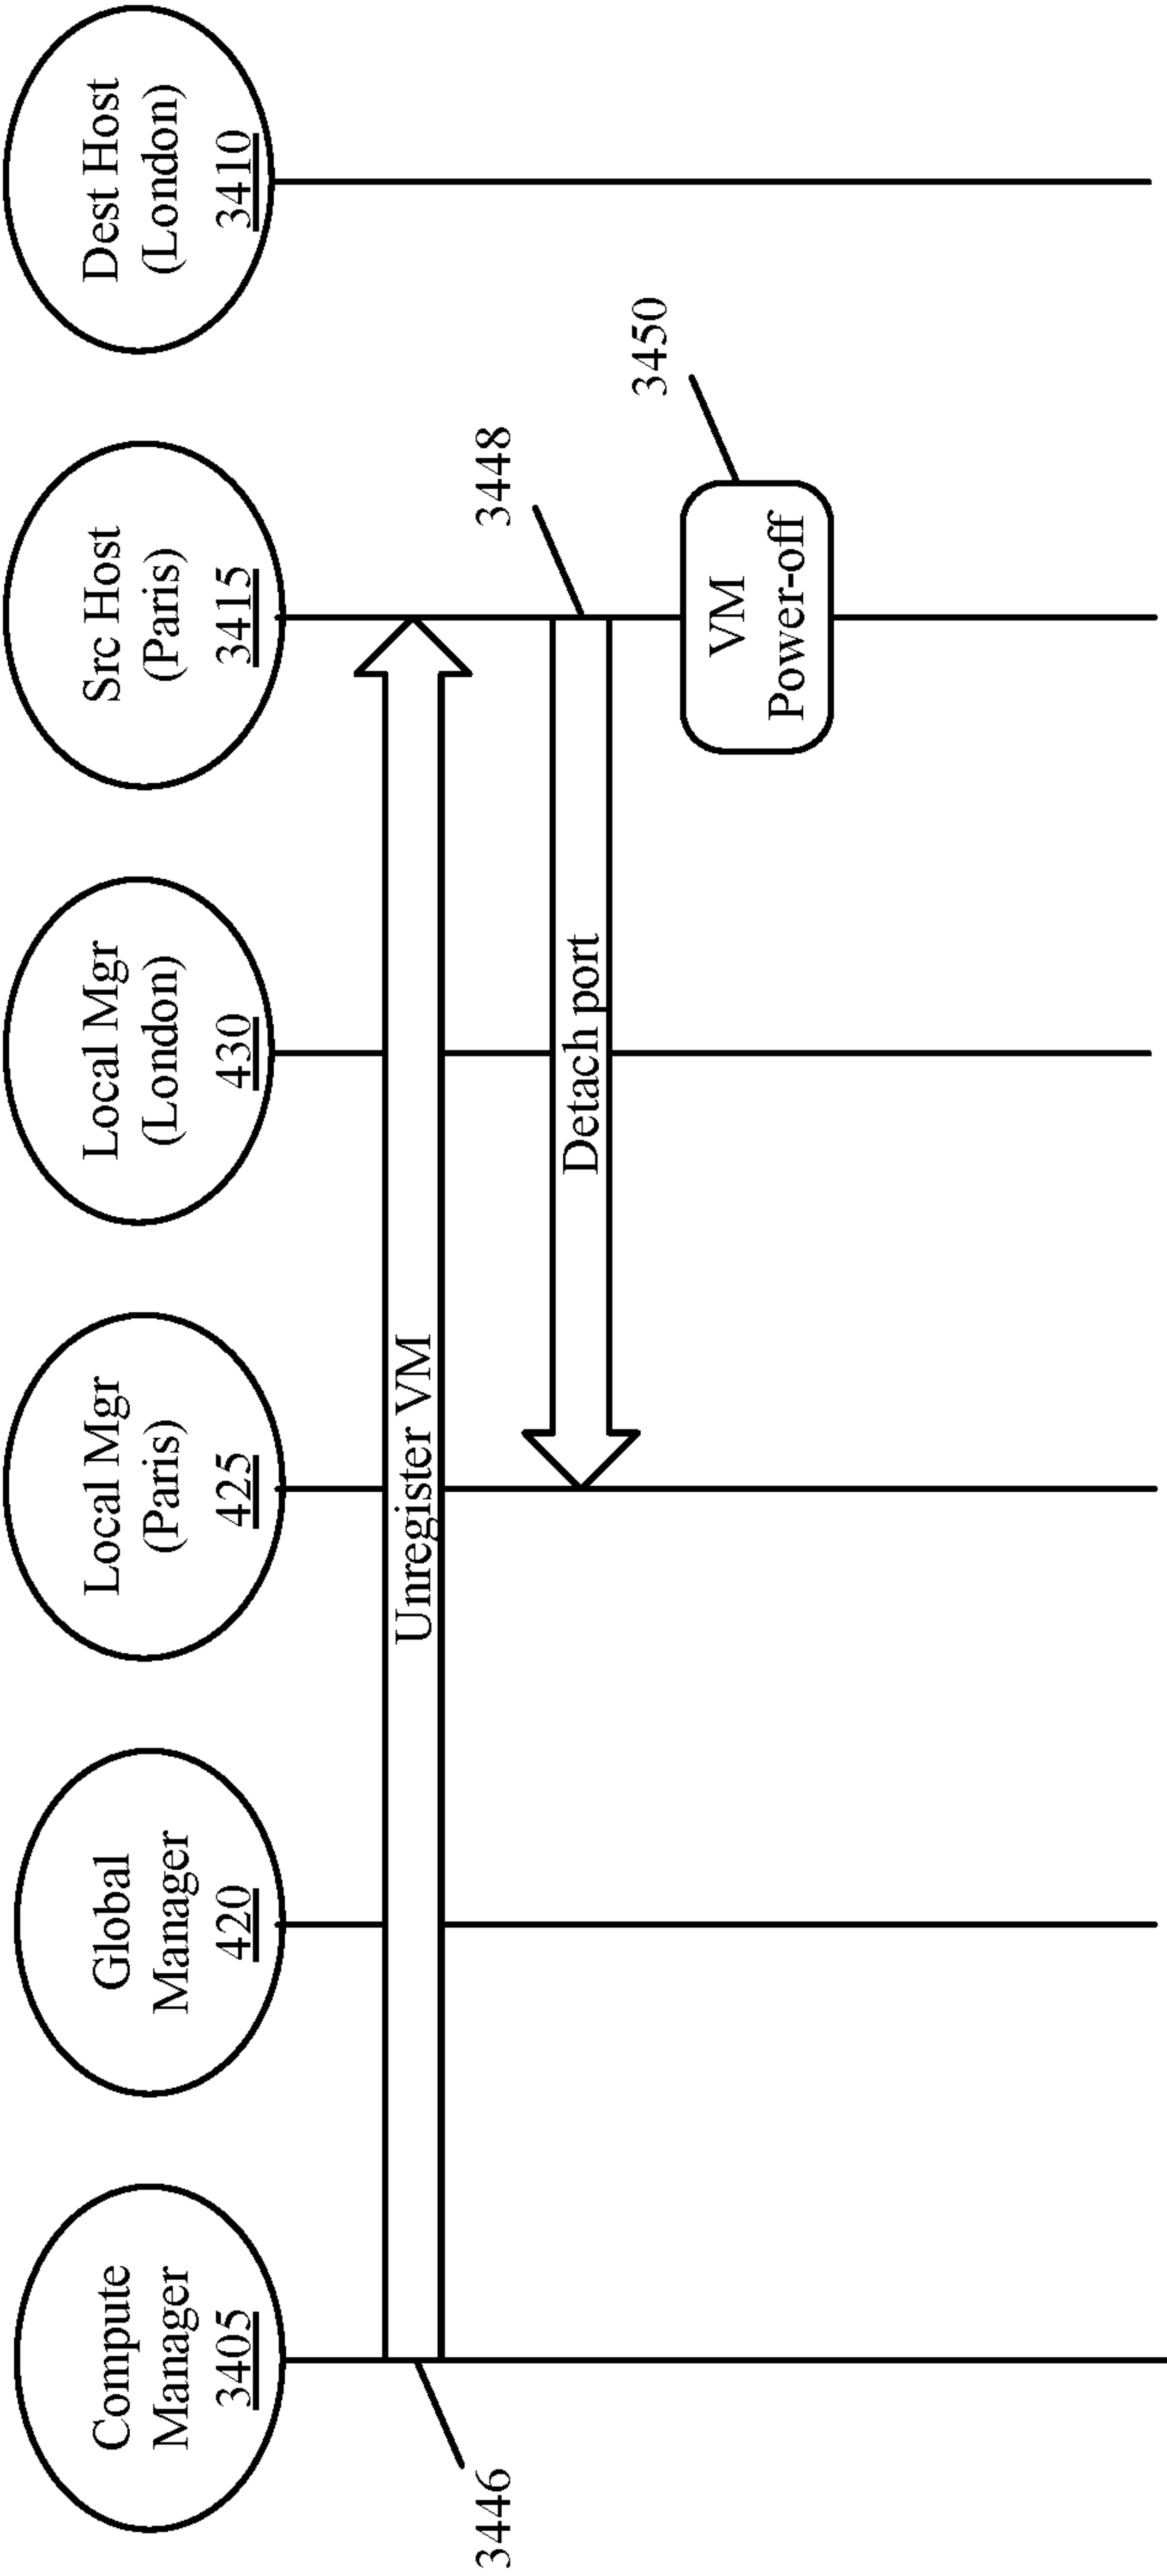 Compute
Manager
3405
Global
Manager
420
Local Mgr
(Paris)
425
Local Mgr
(London)
430
Src Host
(Paris)
3415
Dest Host
(London)
3410
3446
Unregister VM
3448
Detach port
3450
VM
Power-off